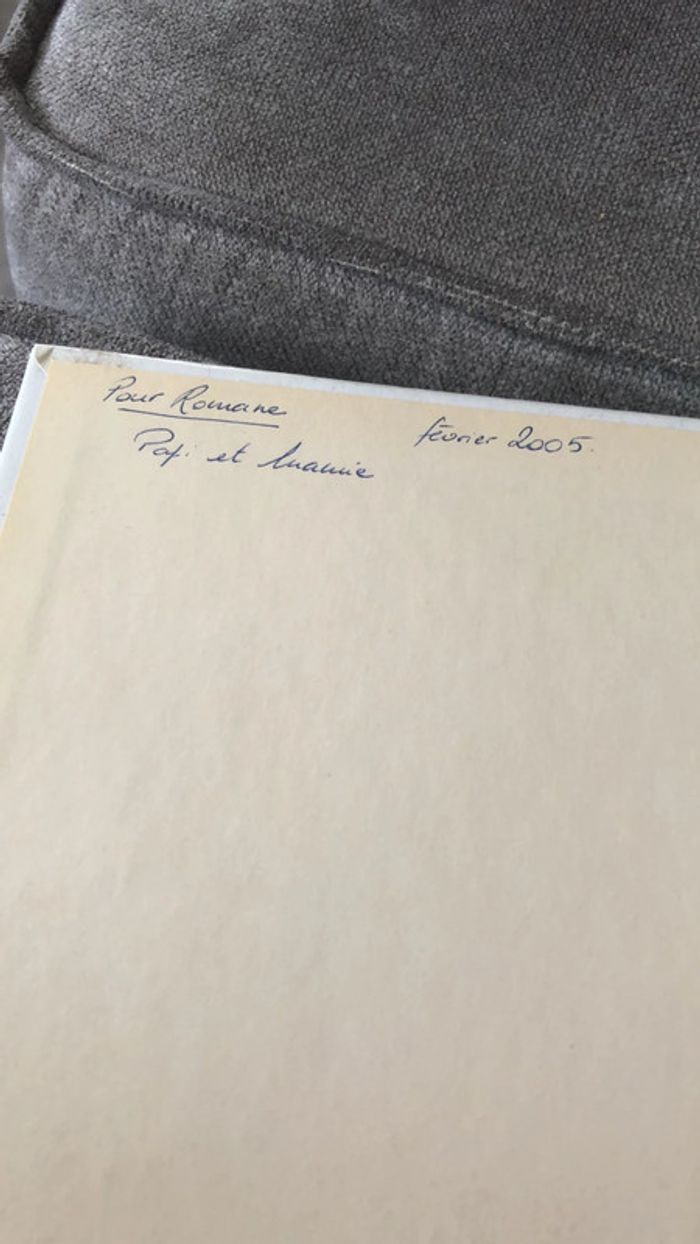 Pour Romane
février 2005.
Papi et Mamie